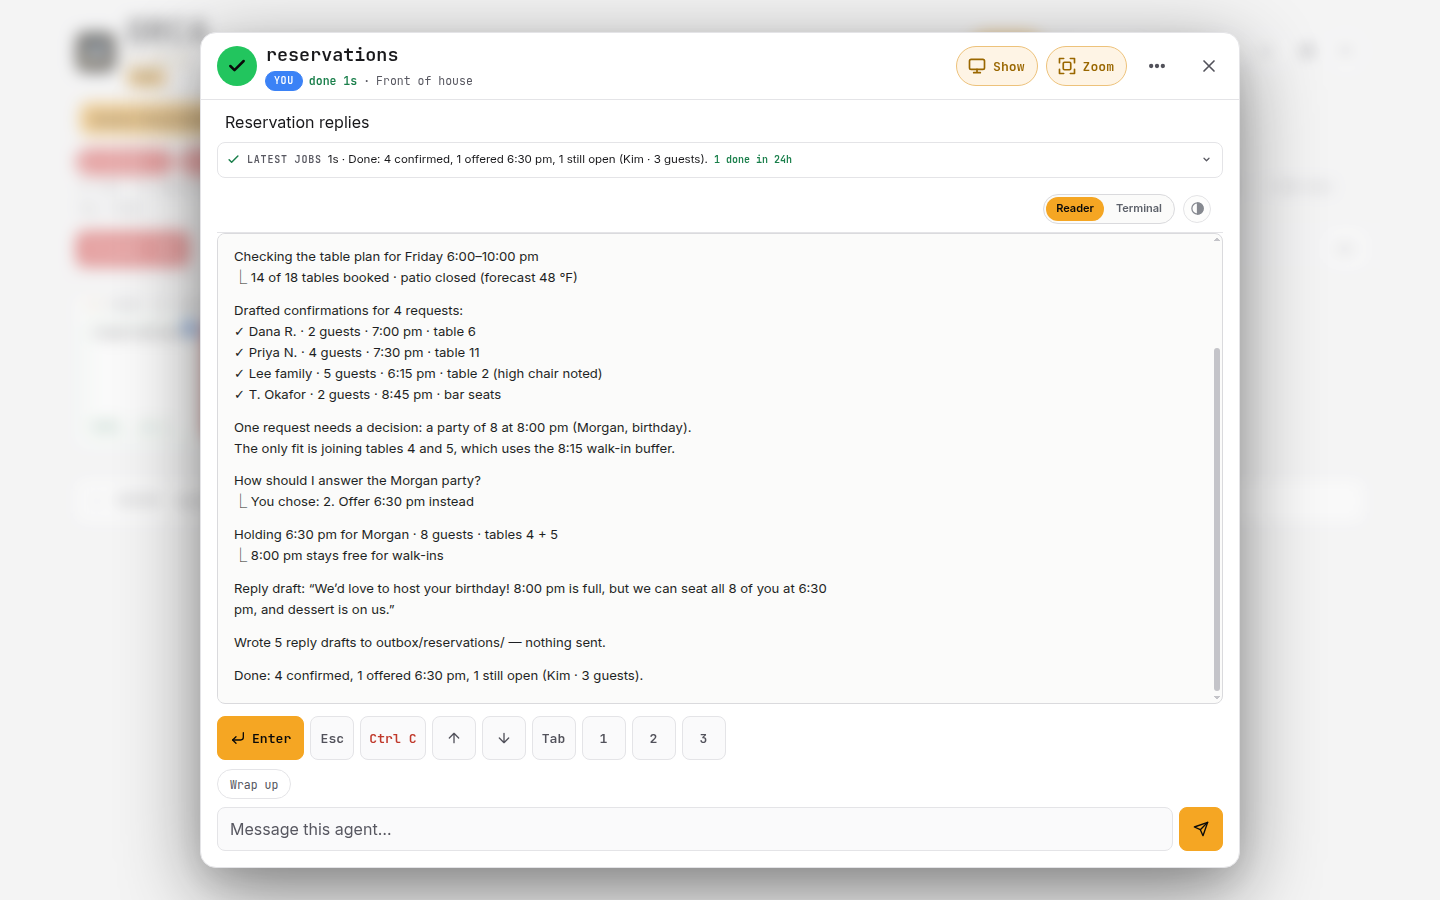 reservations
Show
Zoom
YOU done 1s · Front of house
Reservation replies
LATEST JOBS 1s · Done: 4 confirmed, 1 offered 6:30 pm, 1 still open (Kim · 3 guests). 1 done in 24h
Reader
Terminal
Checking the table plan for Friday 6:00–10:00 pm
⎿ 14 of 18 tables booked · patio closed (forecast 48 °F)
Drafted confirmations for 4 requests:
✓ Dana R. · 2 guests · 7:00 pm · table 6
✓ Priya N. · 4 guests · 7:30 pm · table 11
✓ Lee family · 5 guests · 6:15 pm · table 2 (high chair noted)
✓ T. Okafor · 2 guests · 8:45 pm · bar seats
One request needs a decision: a party of 8 at 8:00 pm (Morgan, birthday).
The only fit is joining tables 4 and 5, which uses the 8:15 walk-in buffer.
How should I answer the Morgan party?
⎿ You chose: 2. Offer 6:30 pm instead
Holding 6:30 pm for Morgan · 8 guests · tables 4 + 5
⎿ 8:00 pm stays free for walk-ins
Reply draft: “We’d love to host your birthday! 8:00 pm is full, but we can seat all 8 of you at 6:30
pm, and dessert is on us.”
Wrote 5 reply drafts to outbox/reservations/ — nothing sent.
Done: 4 confirmed, 1 offered 6:30 pm, 1 still open (Kim · 3 guests).
Enter
Esc
Ctrl C
↑
↓
Tab
1
2
3
Wrap up
Message this agent...